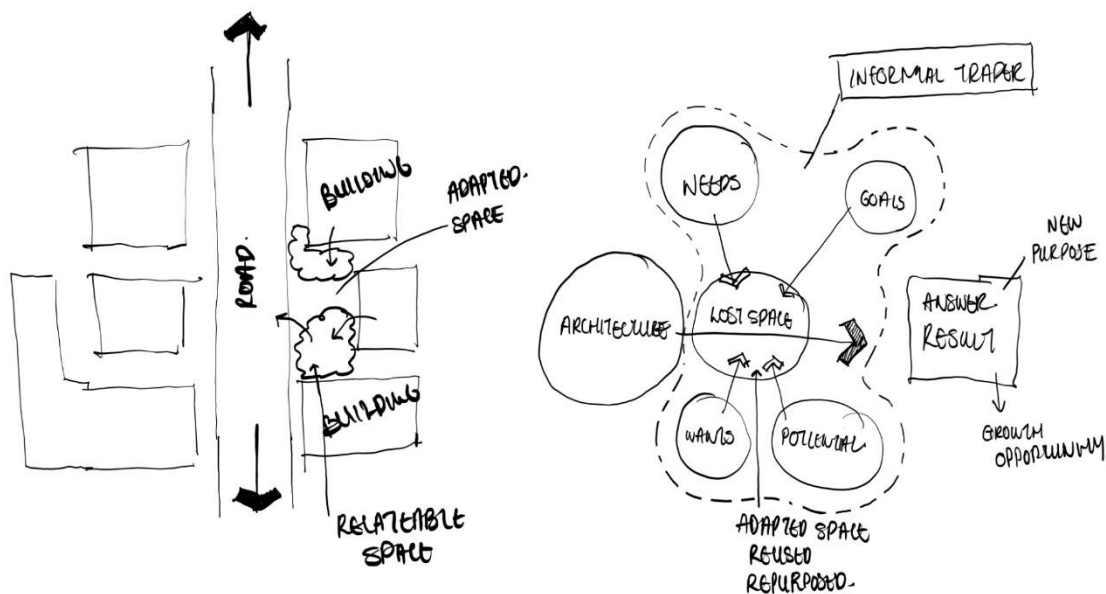 BUILDING
ADAPTED.
SPACE
ROAD.
BUILDING
RELATEABLE
SPACE
INFORMAL TRADER
NEEDS
GOALS
NEW
PURPOSE
ARCHITECTURE
LOST SPACE
ANSWER
RESULT
WANTS
POTENTIAL
GROWTH
OPPORTUNITY
ADAPTED SPACE
REUSED
REPURPOSED.